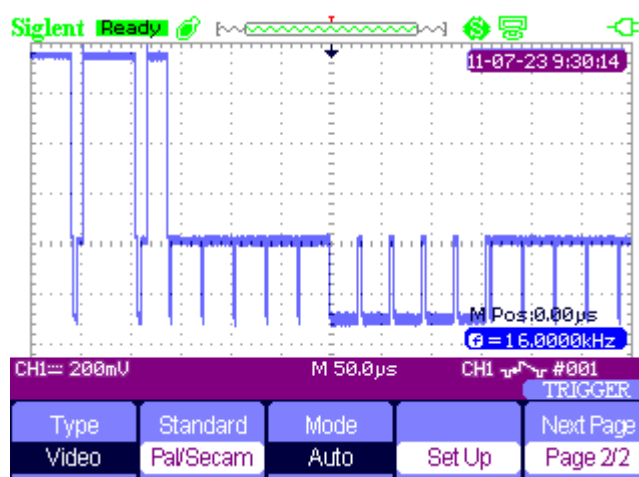 Siglent Ready
11-07-23 9:30:14
M Pos:0.00µs
f=16.0000kHz
CH1 200mV M 50.0µs CH1 #001
TRIGGER
Type Standard Mode Next Page
Video Pal/Secam Auto Set Up Page 2/2